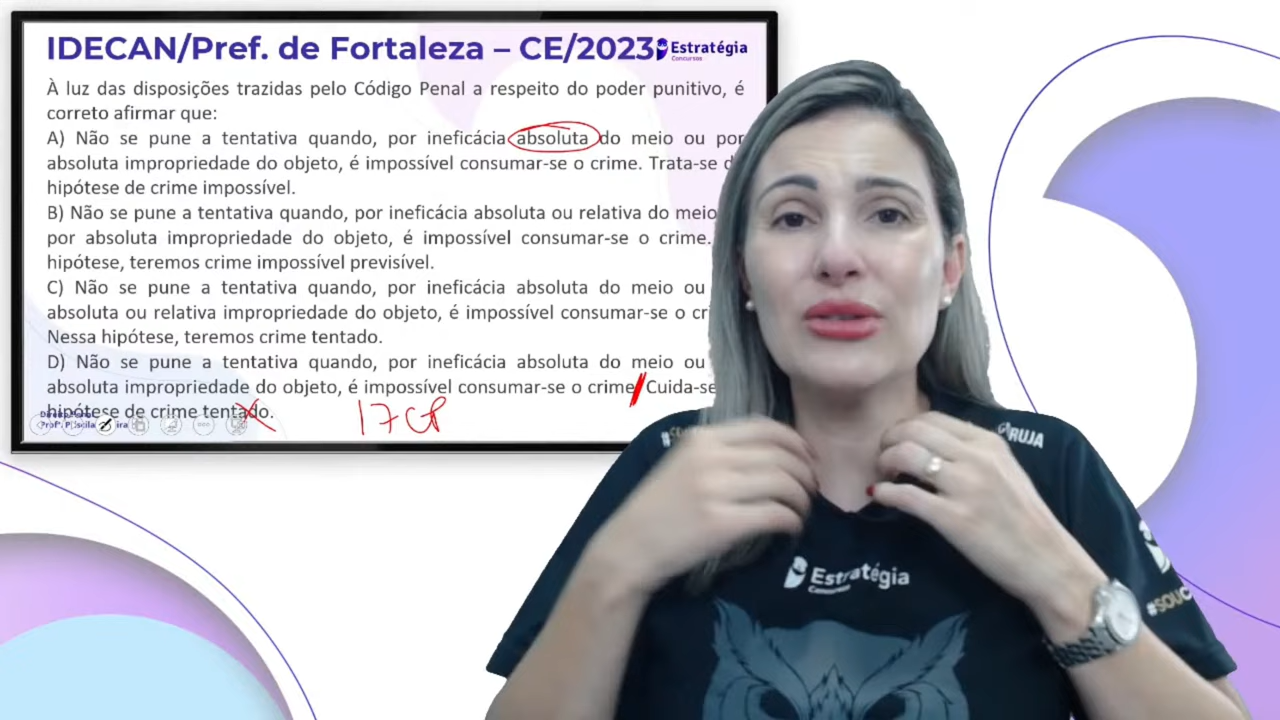 IDECAN/Pref. de Fortaleza – CE/2023
Estratégia
Concursos
À luz das disposições trazidas pelo Código Penal a respeito do poder punitivo, é
correto afirmar que:
A) Não se pune a tentativa quando, por ineficácia absoluta do meio ou por
absoluta impropriedade do objeto, é impossível consumar-se o crime. Trata-se
hipótese de crime impossível.
B) Não se pune a tentativa quando, por ineficácia absoluta ou relativa do meio
por absoluta impropriedade do objeto, é impossível consumar-se o crime.
hipótese, teremos crime impossível previsível.
C) Não se pune a tentativa quando, por ineficácia absoluta do meio ou
absoluta ou relativa impropriedade do objeto, é impossível consumar-se o
Nessa hipótese, teremos crime tentado.
D) Não se pune a tentativa quando, por ineficácia absoluta do meio ou
absoluta impropriedade do objeto, é impossível consumar-se o crime. Cuida-se
hipótese de crime tentado.
17 CP
Estratégia
Concursos